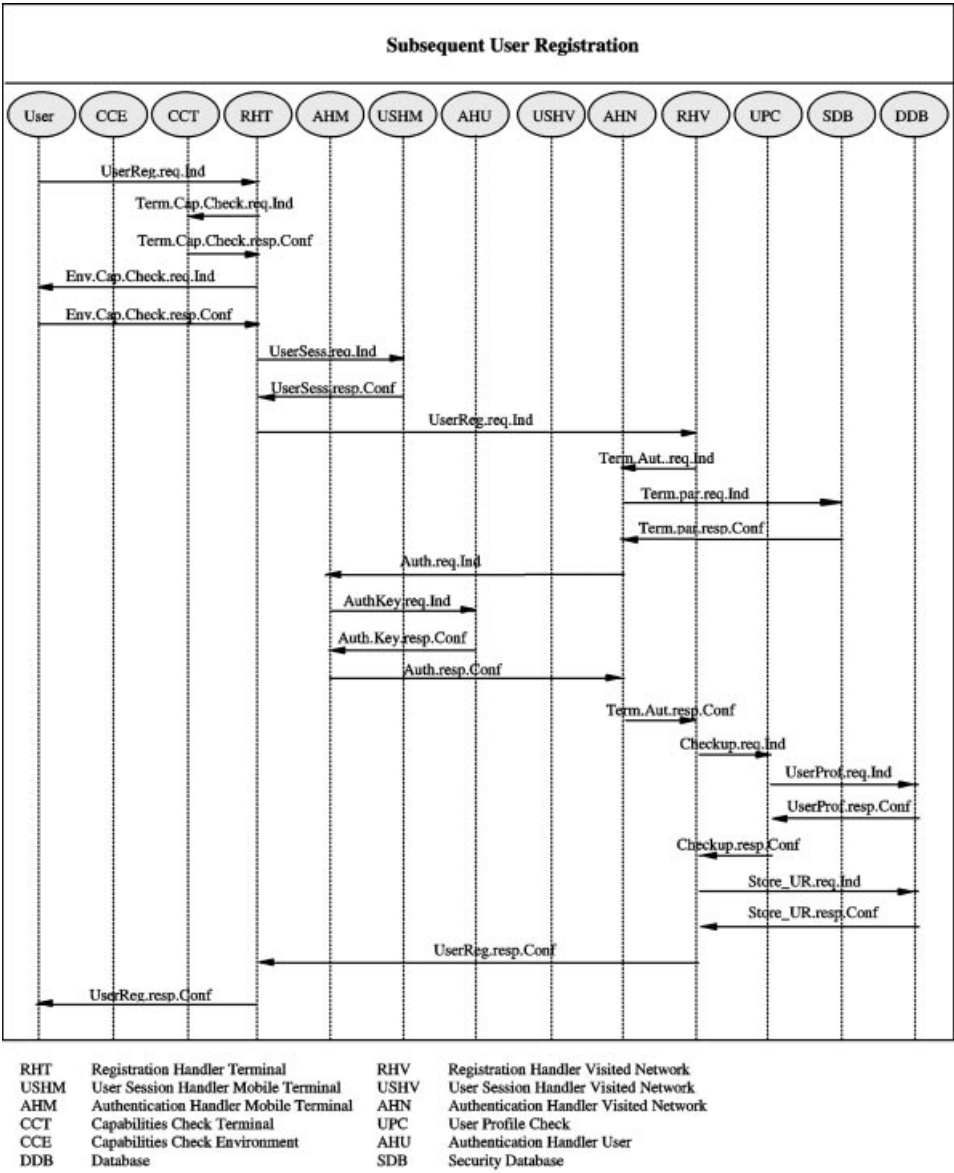 Subsequent User Registration
User CCE CCT RHT AHM USHM AHU USHV AHN RHV UPC SDB DDB
UserReg.req.Ind
Term.Cap.Check.req.Ind
Term.Cap.Check.resp.Conf
Env.Cap.Check.req.Ind
Env.Cap.Check.resp.Conf
UserSess.req.Ind
UserSess.resp.Conf
UserReg.req.Ind
Term.Aut..req.Ind
Term.par.req.Ind
Term.par.resp.Conf
Auth.req.Ind
AuthKey.req.Ind
Auth.Key.resp.Conf
Auth.resp.Conf
Term.Aut.resp.Conf
Checkup.req.Ind
UserProf.req.Ind
UserProf.resp.Conf
Checkup.resp.Conf
Store_UR.req.Ind
Store_UR.resp.Conf
UserReg.resp.Conf
UserReg.resp.Conf
RHT Registration Handler Terminal RHV Registration Handler Visited Network
USHM User Session Handler Mobile Terminal USHV User Session Handler Visited Network
AHM Authentication Handler Mobile Terminal AHN Authentication Handler Visited Network
CCT Capabilities Check Terminal UPC User Profile Check
CCE Capabilities Check Environment AHU Authentication Handler User
DDB Database SDB Security Database